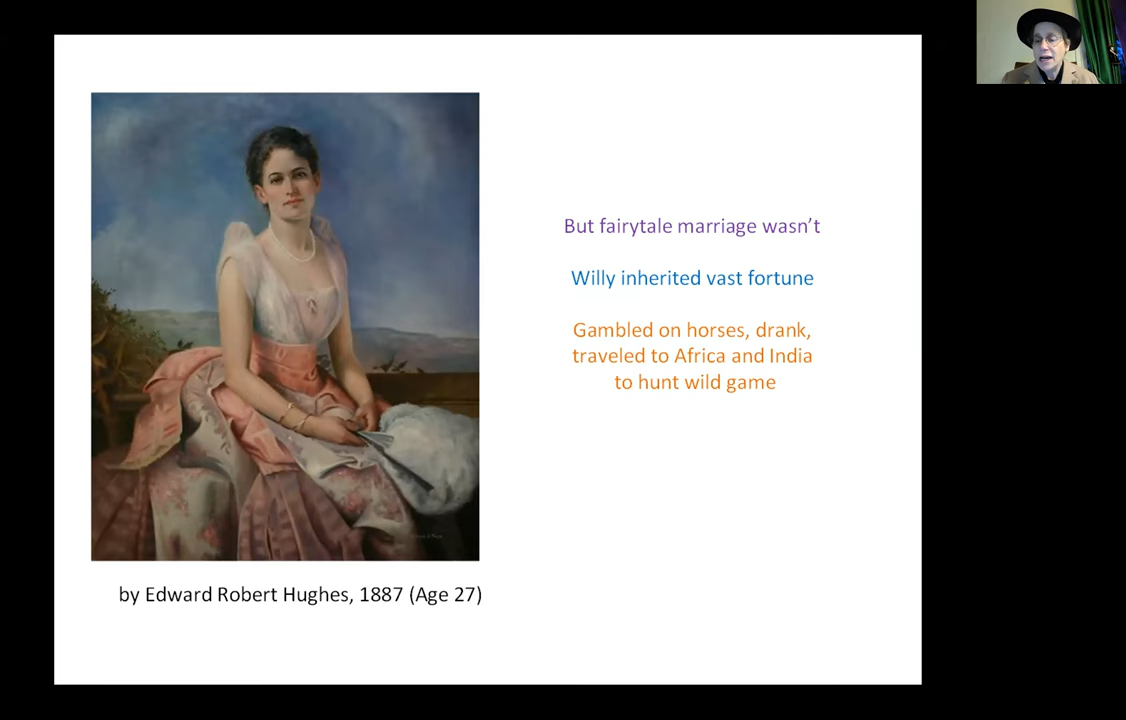 But fairytale marriage wasn't
Willy inherited vast fortune
Gambled on horses, drank,
traveled to Africa and India
to hunt wild game
by Edward Robert Hughes, 1887 (Age 27)